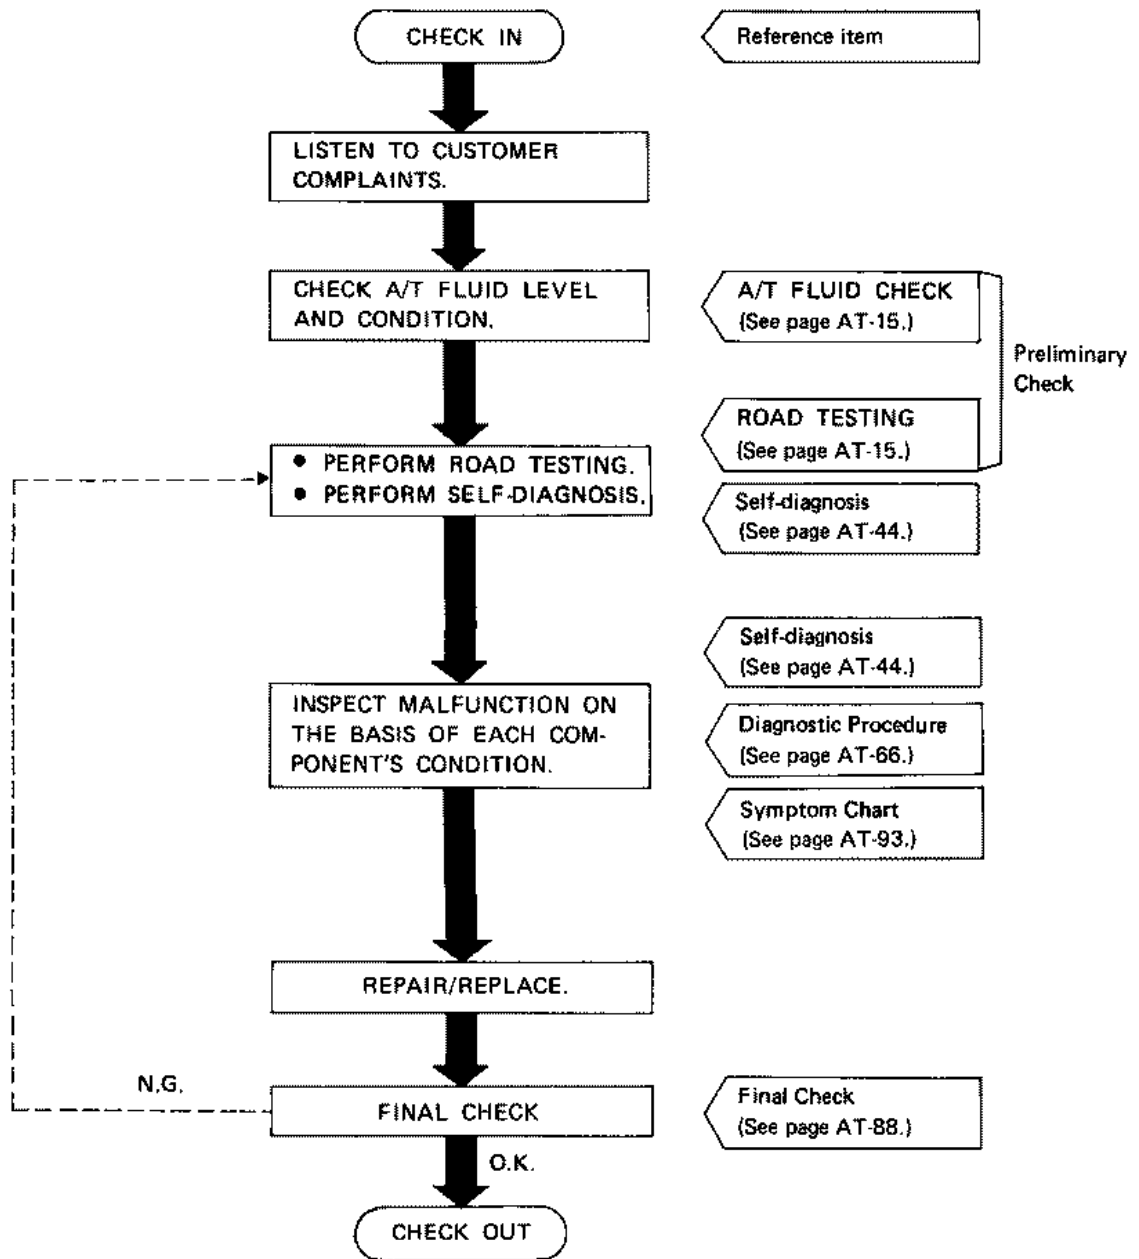 CHECK IN
Reference item
LISTEN TO CUSTOMER
COMPLAINTS.
CHECK A/T FLUID LEVEL
AND CONDITION.
A/T FLUID CHECK
(See page AT-15.)
Preliminary
Check
ROAD TESTING
(See page AT-15.)
• PERFORM ROAD TESTING.
• PERFORM SELF-DIAGNOSIS.
Self-diagnosis
(See page AT-44.)
Self-diagnosis
(See page AT-44.)
INSPECT MALFUNCTION ON
THE BASIS OF EACH COM-
PONENT'S CONDITION.
Diagnostic Procedure
(See page AT-66.)
Symptom Chart
(See page AT-93.)
REPAIR/REPLACE.
N.G.
FINAL CHECK
Final Check
(See page AT-88.)
O.K.
CHECK OUT